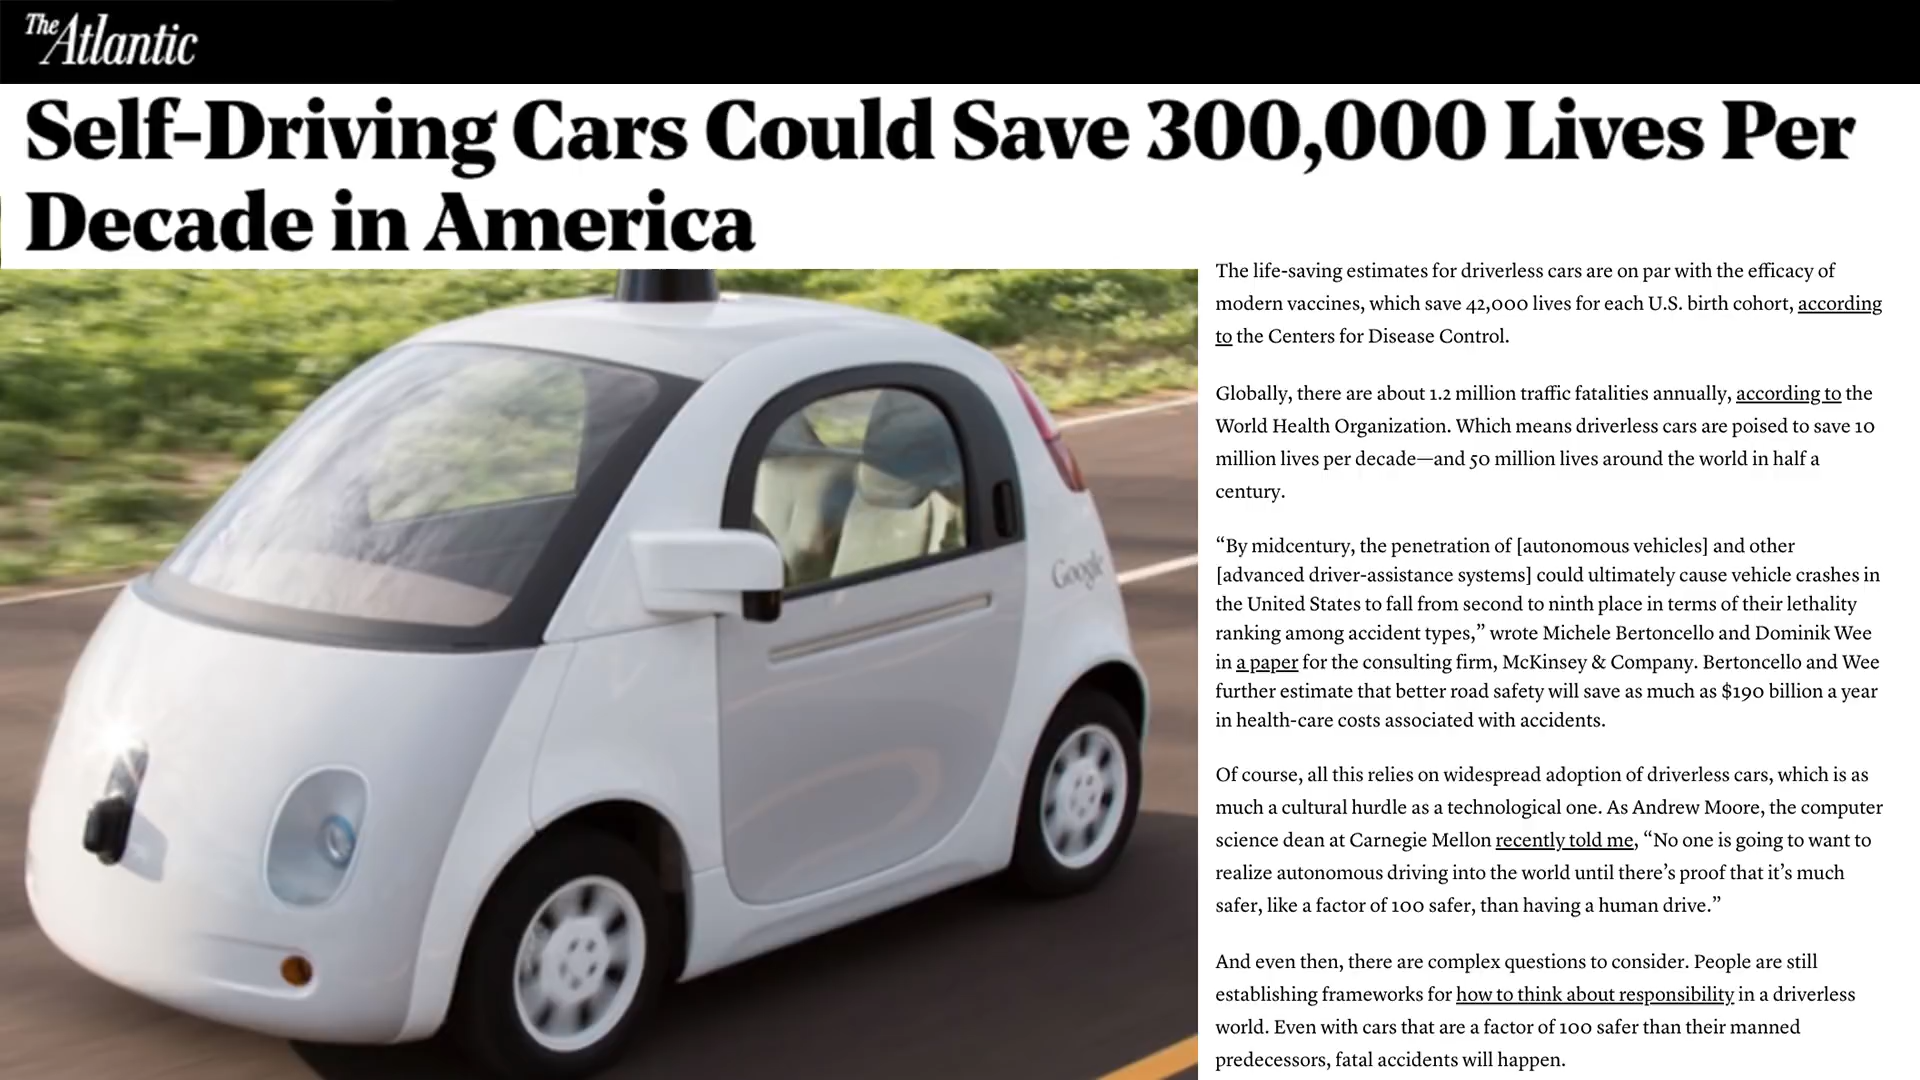 The Atlantic
Self-Driving Cars Could Save 300,000 Lives Per
Decade in America
The life-saving estimates for driverless cars are on par with the efficacy of
modern vaccines, which save 42,000 lives for each U.S. birth cohort, according
to the Centers for Disease Control.
Globally, there are about 1.2 million traffic fatalities annually, according to the
World Health Organization. Which means driverless cars are poised to save 10
million lives per decade—and 50 million lives around the world in half a
century.
“By midcentury, the penetration of [autonomous vehicles] and other
[advanced driver-assistance systems] could ultimately cause vehicle crashes in
the United States to fall from second to ninth place in terms of their lethality
ranking among accident types,” wrote Michele Bertoncello and Dominik Wee
in a paper for the consulting firm, McKinsey & Company. Bertoncello and Wee
further estimate that better road safety will save as much as $190 billion a year
in health-care costs associated with accidents.
Of course, all this relies on widespread adoption of driverless cars, which is as
much a cultural hurdle as a technological one. As Andrew Moore, the computer
science dean at Carnegie Mellon recently told me, “No one is going to want to
realize autonomous driving into the world until there’s proof that it’s much
safer, like a factor of 100 safer, than having a human drive.”
And even then, there are complex questions to consider. People are still
establishing frameworks for how to think about responsibility in a driverless
world. Even with cars that are a factor of 100 safer than their manned
predecessors, fatal accidents will happen.
Google